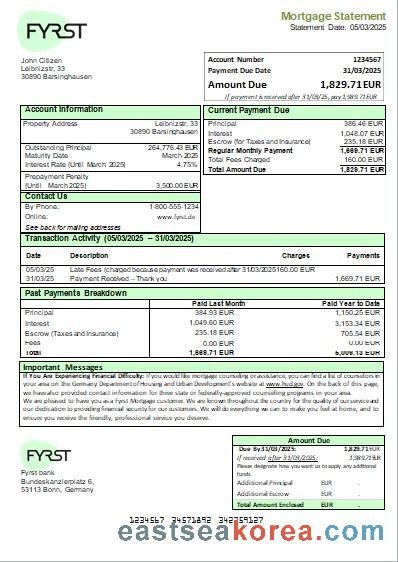 FYRST
Mortgage Statement
Statement Date: 05/03/2025
John Citizen
Leibnizstr, 33
30890 Barsinghausen
Account Number 1234567
Payment Due Date 31/03/2025
Amount Due 1,829.71 EUR
If payment is received after 31/03/25, pay 1,989.71 EUR
Account Information
Property Address Leibnizstr, 33
30890 Barsinghausen
Outstanding Principal 264,776.43 EUR
Maturity Date March 2025
Interest Rate (Until March 2025) 4.75%
Prepayment Penalty
(Until March 2025) 3,500.00 EUR
Contact Us
By Phone: 1-800-555-1234
Online: www.fyrst.de
See back for mailing addresses
Current Payment Due
Principal 386.46 EUR
Interest 1,048.07 EUR
Escrow (for Taxes and Insurance) 235.18 EUR
Regular Monthly Payment 1,669.71 EUR
Total Fees Charged 160.00 EUR
Total Amount Due 1,829.71 EUR
Transaction Activity (05/03/2025 – 31/03/2025)
Date Description Charges Payments
05/03/25 Late Fees (charged because payment was received after 31/03/2025160.00 EUR
31/03/25 Payment Received – Thank you 1,669.71 EUR
Past Payments Breakdown
Paid Last Month Paid Year to Date
Principal 384.93 EUR 1,150.25 EUR
Interest 1,049.60 EUR 3,153.34 EUR
Escrow (Taxes and Insurance) 235.18 EUR 705.54 EUR
Fees 0.00 EUR 0.00 EUR
Total 1,669.71 EUR 5,009.13 EUR
Important Messages
If You Are Experiencing Financial Difficulty: If you would like mortgage counseling or assistance, you can find a list of counselors in
your area on the Germany Department of Housing and Urban Development's website at www.hud.gov. On the back of this page,
we have also provided contact information for three state or federally-approved counseling programs in your area.
We are pleased to have you as a Fyrst Mortgage customer. We are known throughout the country for the quality of our service and
our dedication to providing financial security for our customers. We will do everything we can to make you feel at home, and to
ensure you receive the friendly, professional service you deserve.
FYRST
Fyrst bank
Bundeskanzlerplatz 6,
53113 Bonn, Germany
Amount Due
Due By 31/03/2025: 1,829.71 EUR
If received after 31/03/2025: 1,989.71 EUR
Please designate how you want us to apply any additional
funds.
Additional Principal EUR .
Additional Escrow EUR .
Total Amount Enclosed EUR .
1234567 34571892 342359127
eastseakorea.com